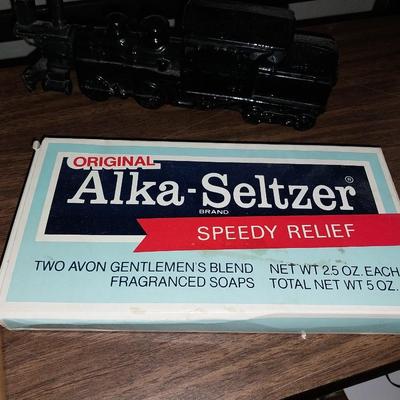 ORIGINAL
Alka-Seltzer®
BRAND
SPEEDY RELIEF
TWO AVON GENTLEMEN'S BLEND NET WT 2.5 OZ. EACH
FRAGRANCED SOAPS TOTAL NET WT 5 OZ.